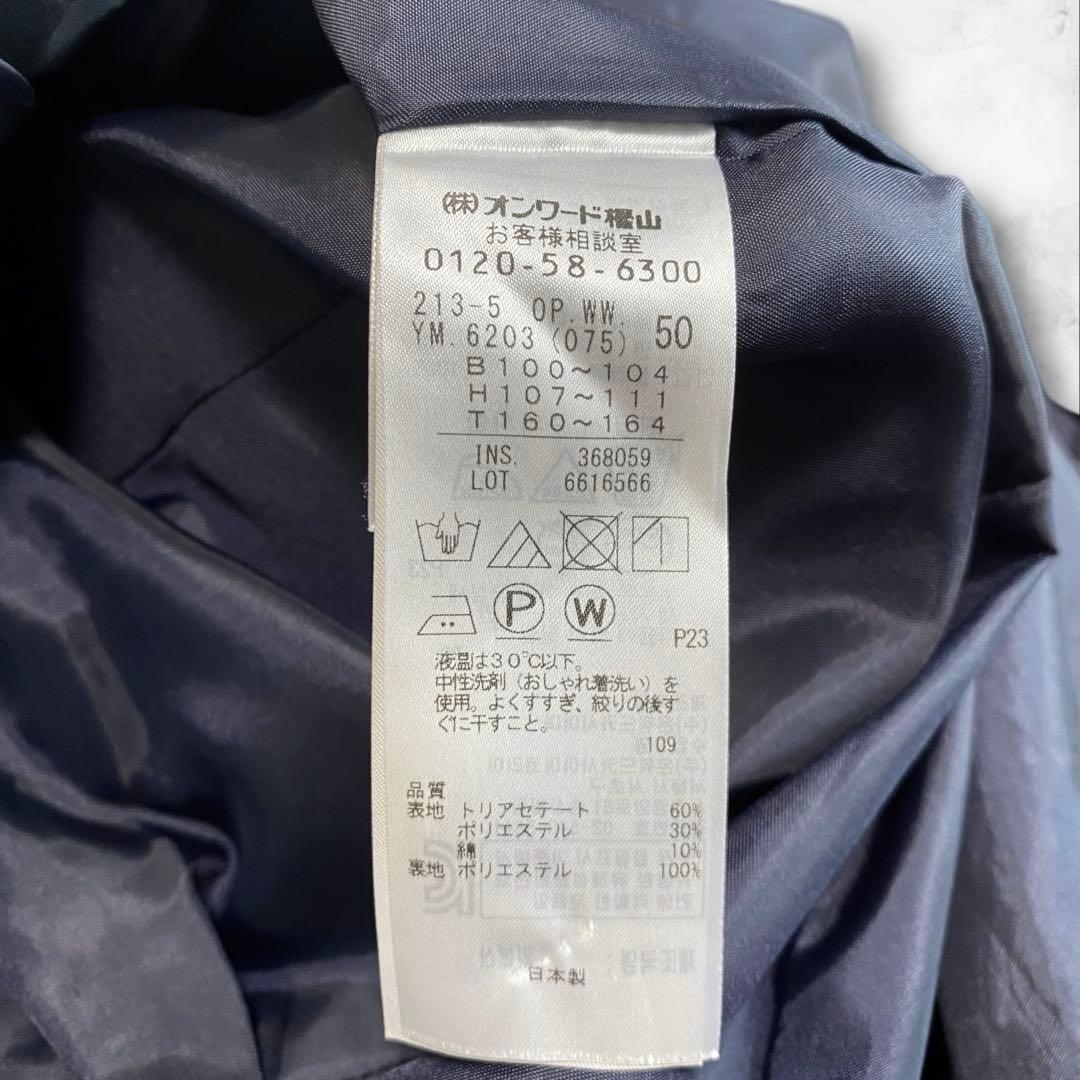 (株)オンワード樫山
お客様相談室
0120-58-6300
213-5 OP.WW. 50
YM.6203 (075)
B100～104
H107～111
T160～164
INS. 368059
LOT 6616566
P
W
P23
液温は30℃以下。
中性洗剤（おしゃれ着洗い）を
使用。よくすすぎ、絞りの後す
ぐに干すこと。
109
品質
表地 トリアセテート 60%
ポリエステル 30%
綿 10%
裏地 ポリエステル 100%
日本製